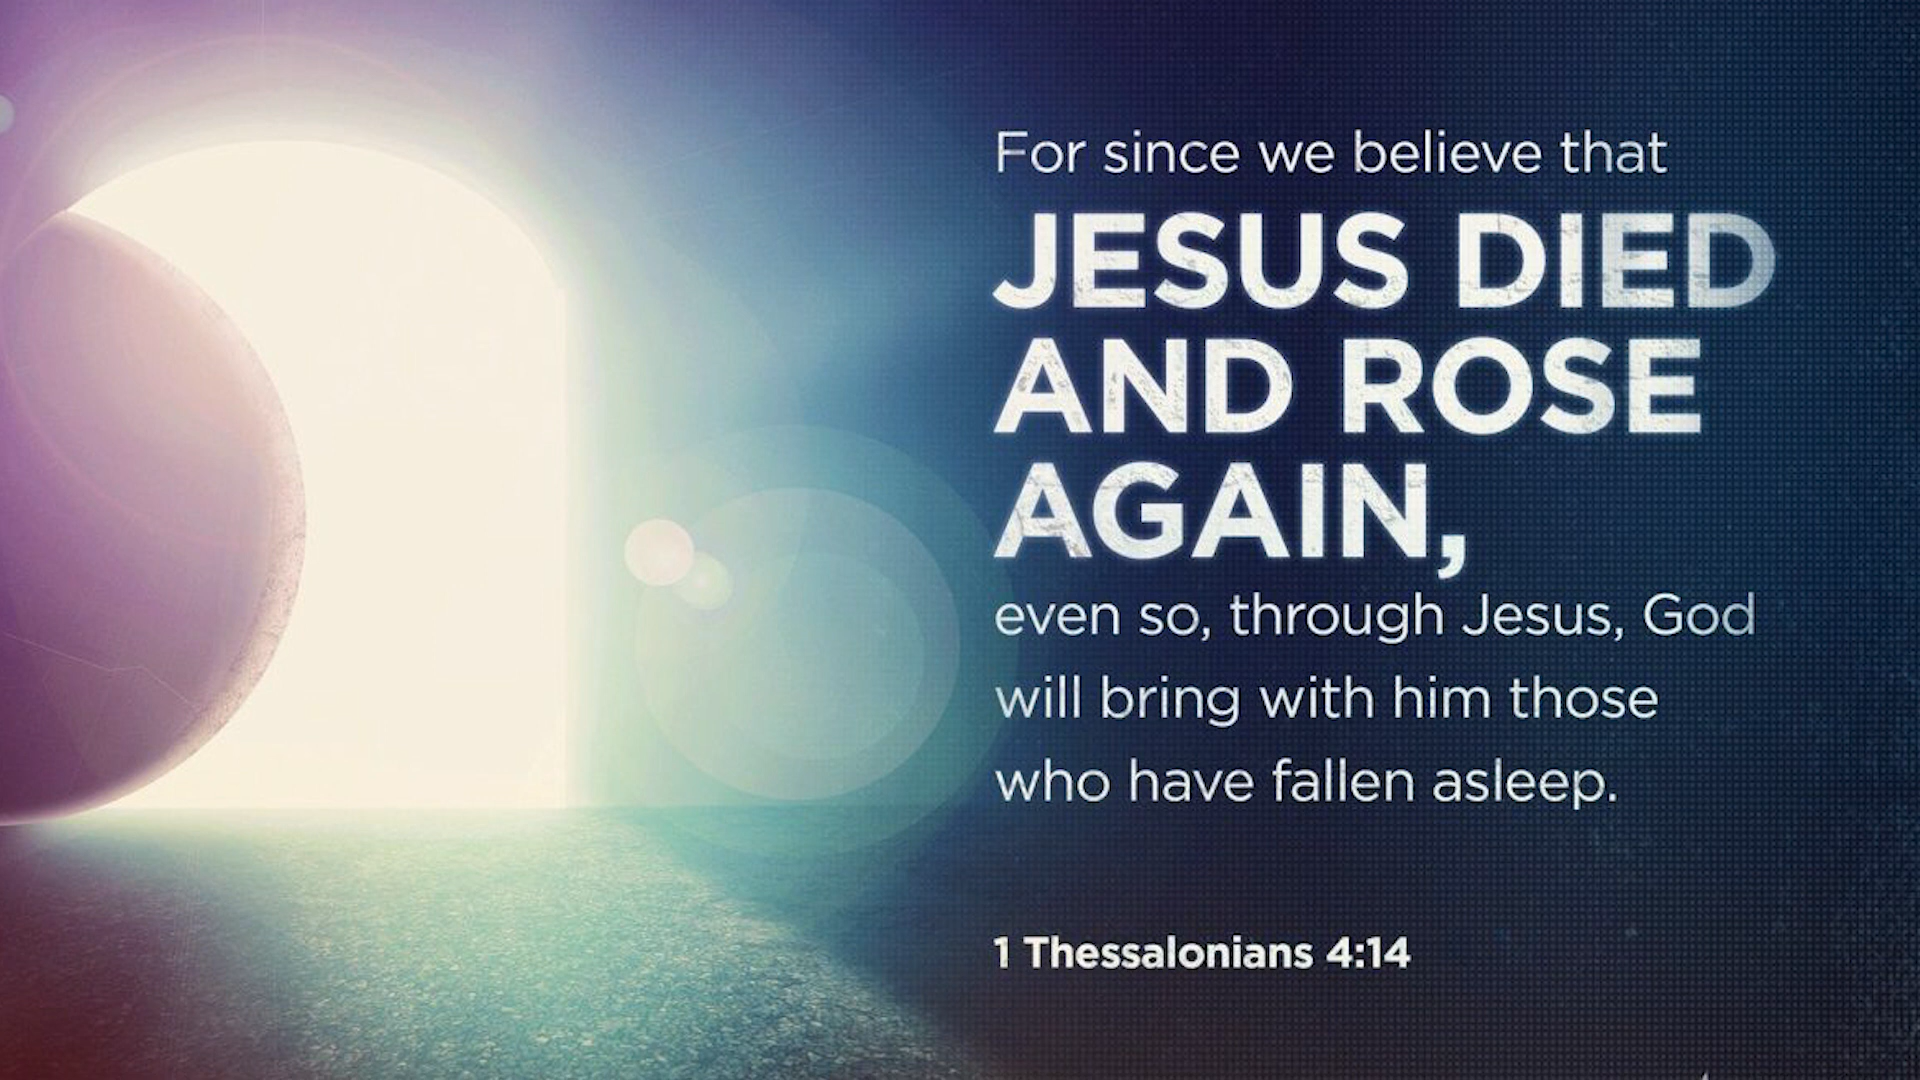 For since we believe that
JESUS DIED
AND ROSE
AGAIN,
even so, through Jesus, God
will bring with him those
who have fallen asleep.
1 Thessalonians 4:14